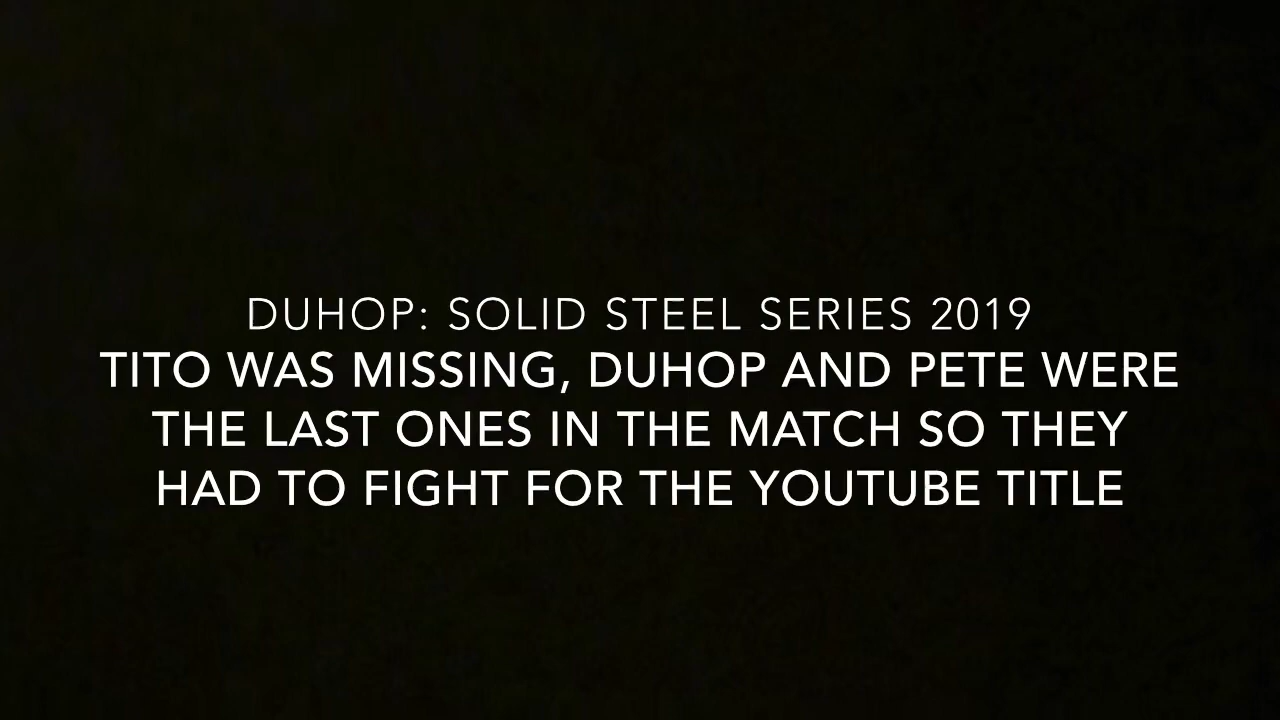 DUHOP: SOLID STEEL SERIES 2019
TITO WAS MISSING, DUHOP AND PETE WERE
THE LAST ONES IN THE MATCH SO THEY
HAD TO FIGHT FOR THE YOUTUBE TITLE